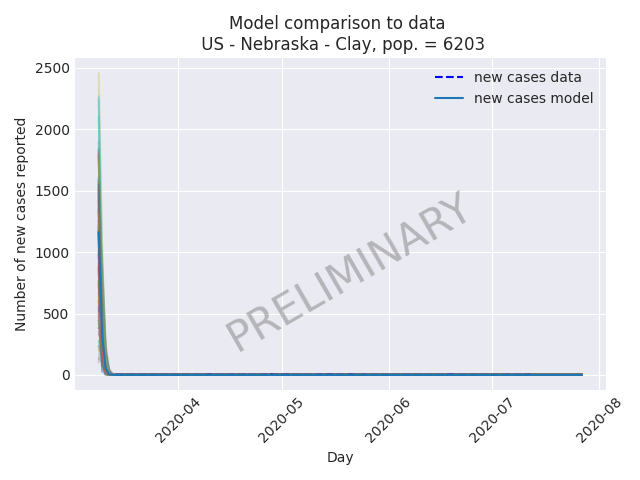 Model comparison to data
US - Nebraska - Clay, pop. = 6203
2500
2000
1500
1000
500
0
Number of new cases reported
new cases data
new cases model
PRELIMINARY
2020-04
2020-05
2020-06
2020-07
2020-08
Day